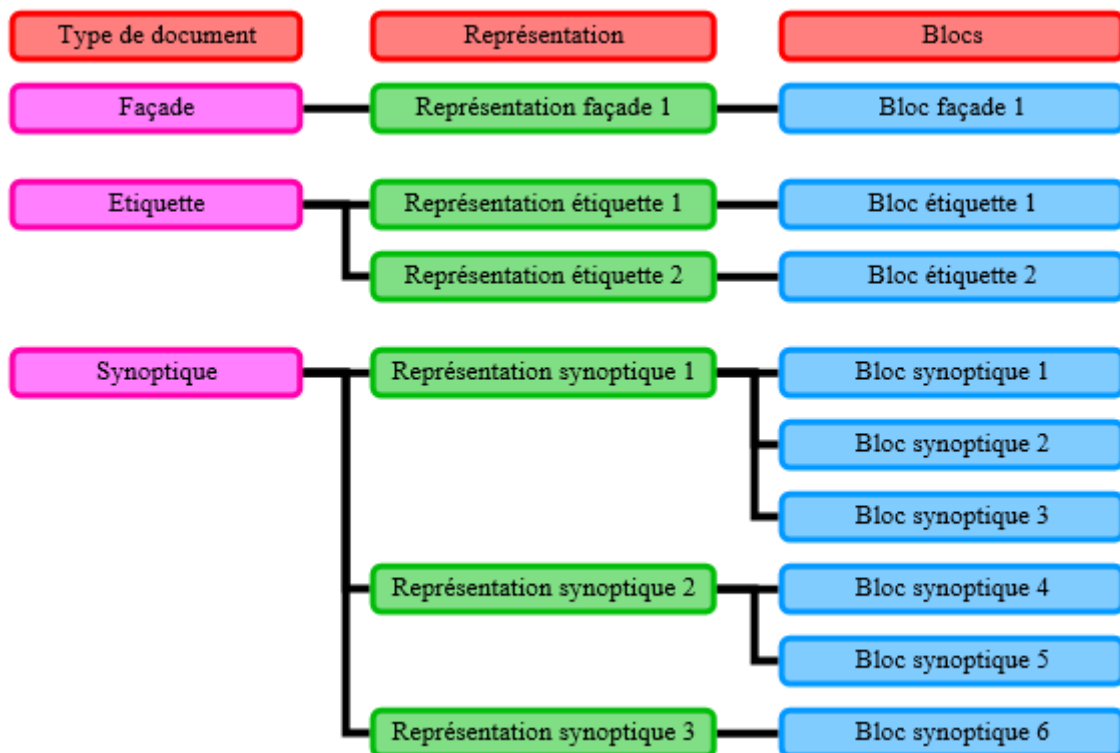 Type de document
Représentation
Blocs
Façade
Représentation façade 1
Bloc façade 1
Etiquette
Représentation étiquette 1
Bloc étiquette 1
Représentation étiquette 2
Bloc étiquette 2
Synoptique
Représentation synoptique 1
Bloc synoptique 1
Bloc synoptique 2
Bloc synoptique 3
Représentation synoptique 2
Bloc synoptique 4
Bloc synoptique 5
Représentation synoptique 3
Bloc synoptique 6